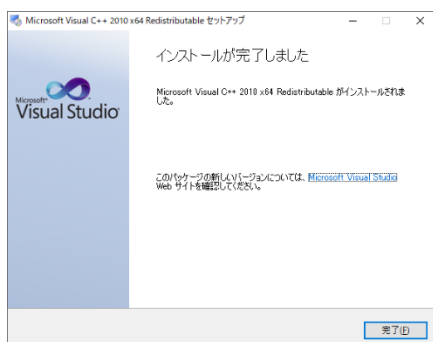 Microsoft Visual C++ 2010 x64 Redistributable セットアップ
インストールが完了しました
Microsoft Visual C++ 2010 x64 Redistributable がインストールされま
した。
Microsoft
Visual Studio
このパッケージの新しいバージョンについては、Microsoft Visual Studio
Web サイトを確認してください。
完了(F)